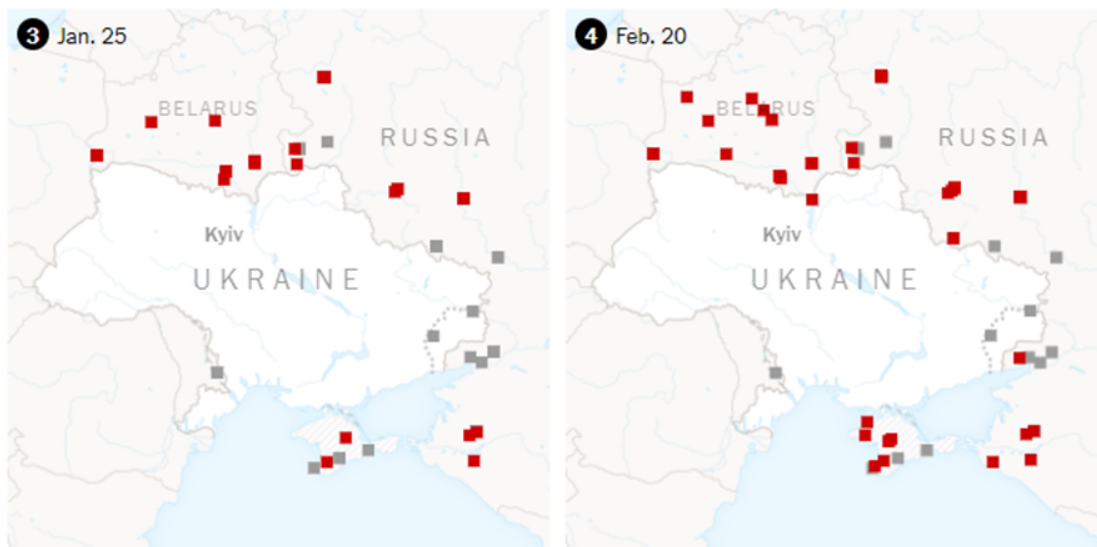 3 Jan. 25
BELARUS
RUSSIA
Kyiv
UKRAINE
4 Feb. 20
BELARUS
RUSSIA
Kyiv
UKRAINE